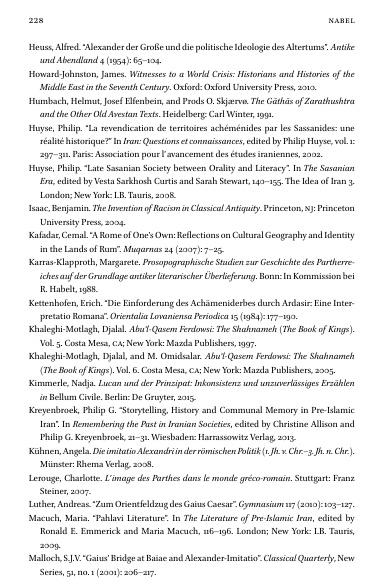 228 NABEL
Heuss, Alfred. “Alexander der Große und die politische Ideologie des Altertums”. Antike
und Abendland 4 (1954): 65–104.
Howard-Johnston, James. Witnesses to a World Crisis: Historians and Histories of the
Middle East in the Seventh Century. Oxford: Oxford University Press, 2010.
Humbach, Helmut, Josef Elfenbein, and Prods O. Skjærvø. The Gāthās of Zarathushtra
and the Other Old Avestan Texts. Heidelberg: Carl Winter, 1991.
Huyse, Philip. “La revendication de territoires achéménides par les Sassanides: une
réalité historique?” In Iran: Questions et connaissances, edited by Philip Huyse, vol. 1:
297–311. Paris: Association pour l’avancement des études iraniennes, 2002.
Huyse, Philip. “Late Sasanian Society between Orality and Literacy”. In The Sasanian
Era, edited by Vesta Sarkhosh Curtis and Sarah Stewart, 140–155. The Idea of Iran 3.
London; New York: I.B. Tauris, 2008.
Isaac, Benjamin. The Invention of Racism in Classical Antiquity. Princeton, NJ: Princeton
University Press, 2004.
Kafadar, Cemal. “A Rome of One’s Own: Reflections on Cultural Geography and Identity
in the Lands of Rum”. Muqarnas 24 (2007): 7–25.
Karras-Klapproth, Margarete. Prosopographische Studien zur Geschichte des Partherre-
iches auf der Grundlage antiker literarischer Überlieferung. Bonn: In Kommission bei
R. Habelt, 1988.
Kettenhofen, Erich. “Die Einforderung des Achämeniderbes durch Ardasir: Eine Inter-
pretatio Romana”. Orientalia Lovaniensa Periodica 15 (1984): 177–190.
Khaleghi-Motlagh, Djalal. Abu’l-Qasem Ferdowsi: The Shahnameh (The Book of Kings).
Vol. 5. Costa Mesa, CA; New York: Mazda Publishers, 1997.
Khaleghi-Motlagh, Djalal, and M. Omidsalar. Abu’l-Qasem Ferdowsi: The Shahnameh
(The Book of Kings). Vol. 6. Costa Mesa, CA; New York: Mazda Publishers, 2005.
Kimmerle, Nadja. Lucan und der Prinzipat: Inkonsistenz und unzuverlässiges Erzählen
in Bellum Civile. Berlin: De Gruyter, 2015.
Kreyenbroek, Philip G. “Storytelling, History and Communal Memory in Pre-Islamic
Iran”. In Remembering the Past in Iranian Societies, edited by Christine Allison and
Philip G. Kreyenbroek, 21–31. Wiesbaden: Harrassowitz Verlag, 2013.
Kühnen, Angela. Die imitatio Alexandri in der römischen Politik (1. Jh. v. Chr.–3. Jh. n. Chr.).
Münster: Rhema Verlag, 2008.
Lerouge, Charlotte. L’image des Parthes dans le monde gréco-romain. Stuttgart: Franz
Steiner, 2007.
Luther, Andreas. “Zum Orientfeldzug des Gaius Caesar”. Gymnasium 117 (2010): 103–127.
Macuch, Maria. “Pahlavi Literature”. In The Literature of Pre-Islamic Iran, edited by
Ronald E. Emmerick and Maria Macuch, 116–196. London; New York: I.B. Tauris,
2009.
Malloch, S.J.V. “Gaius’ Bridge at Baiae and Alexander-Imitatio”. Classical Quarterly, New
Series, 51, no. 1 (2001): 206–217.